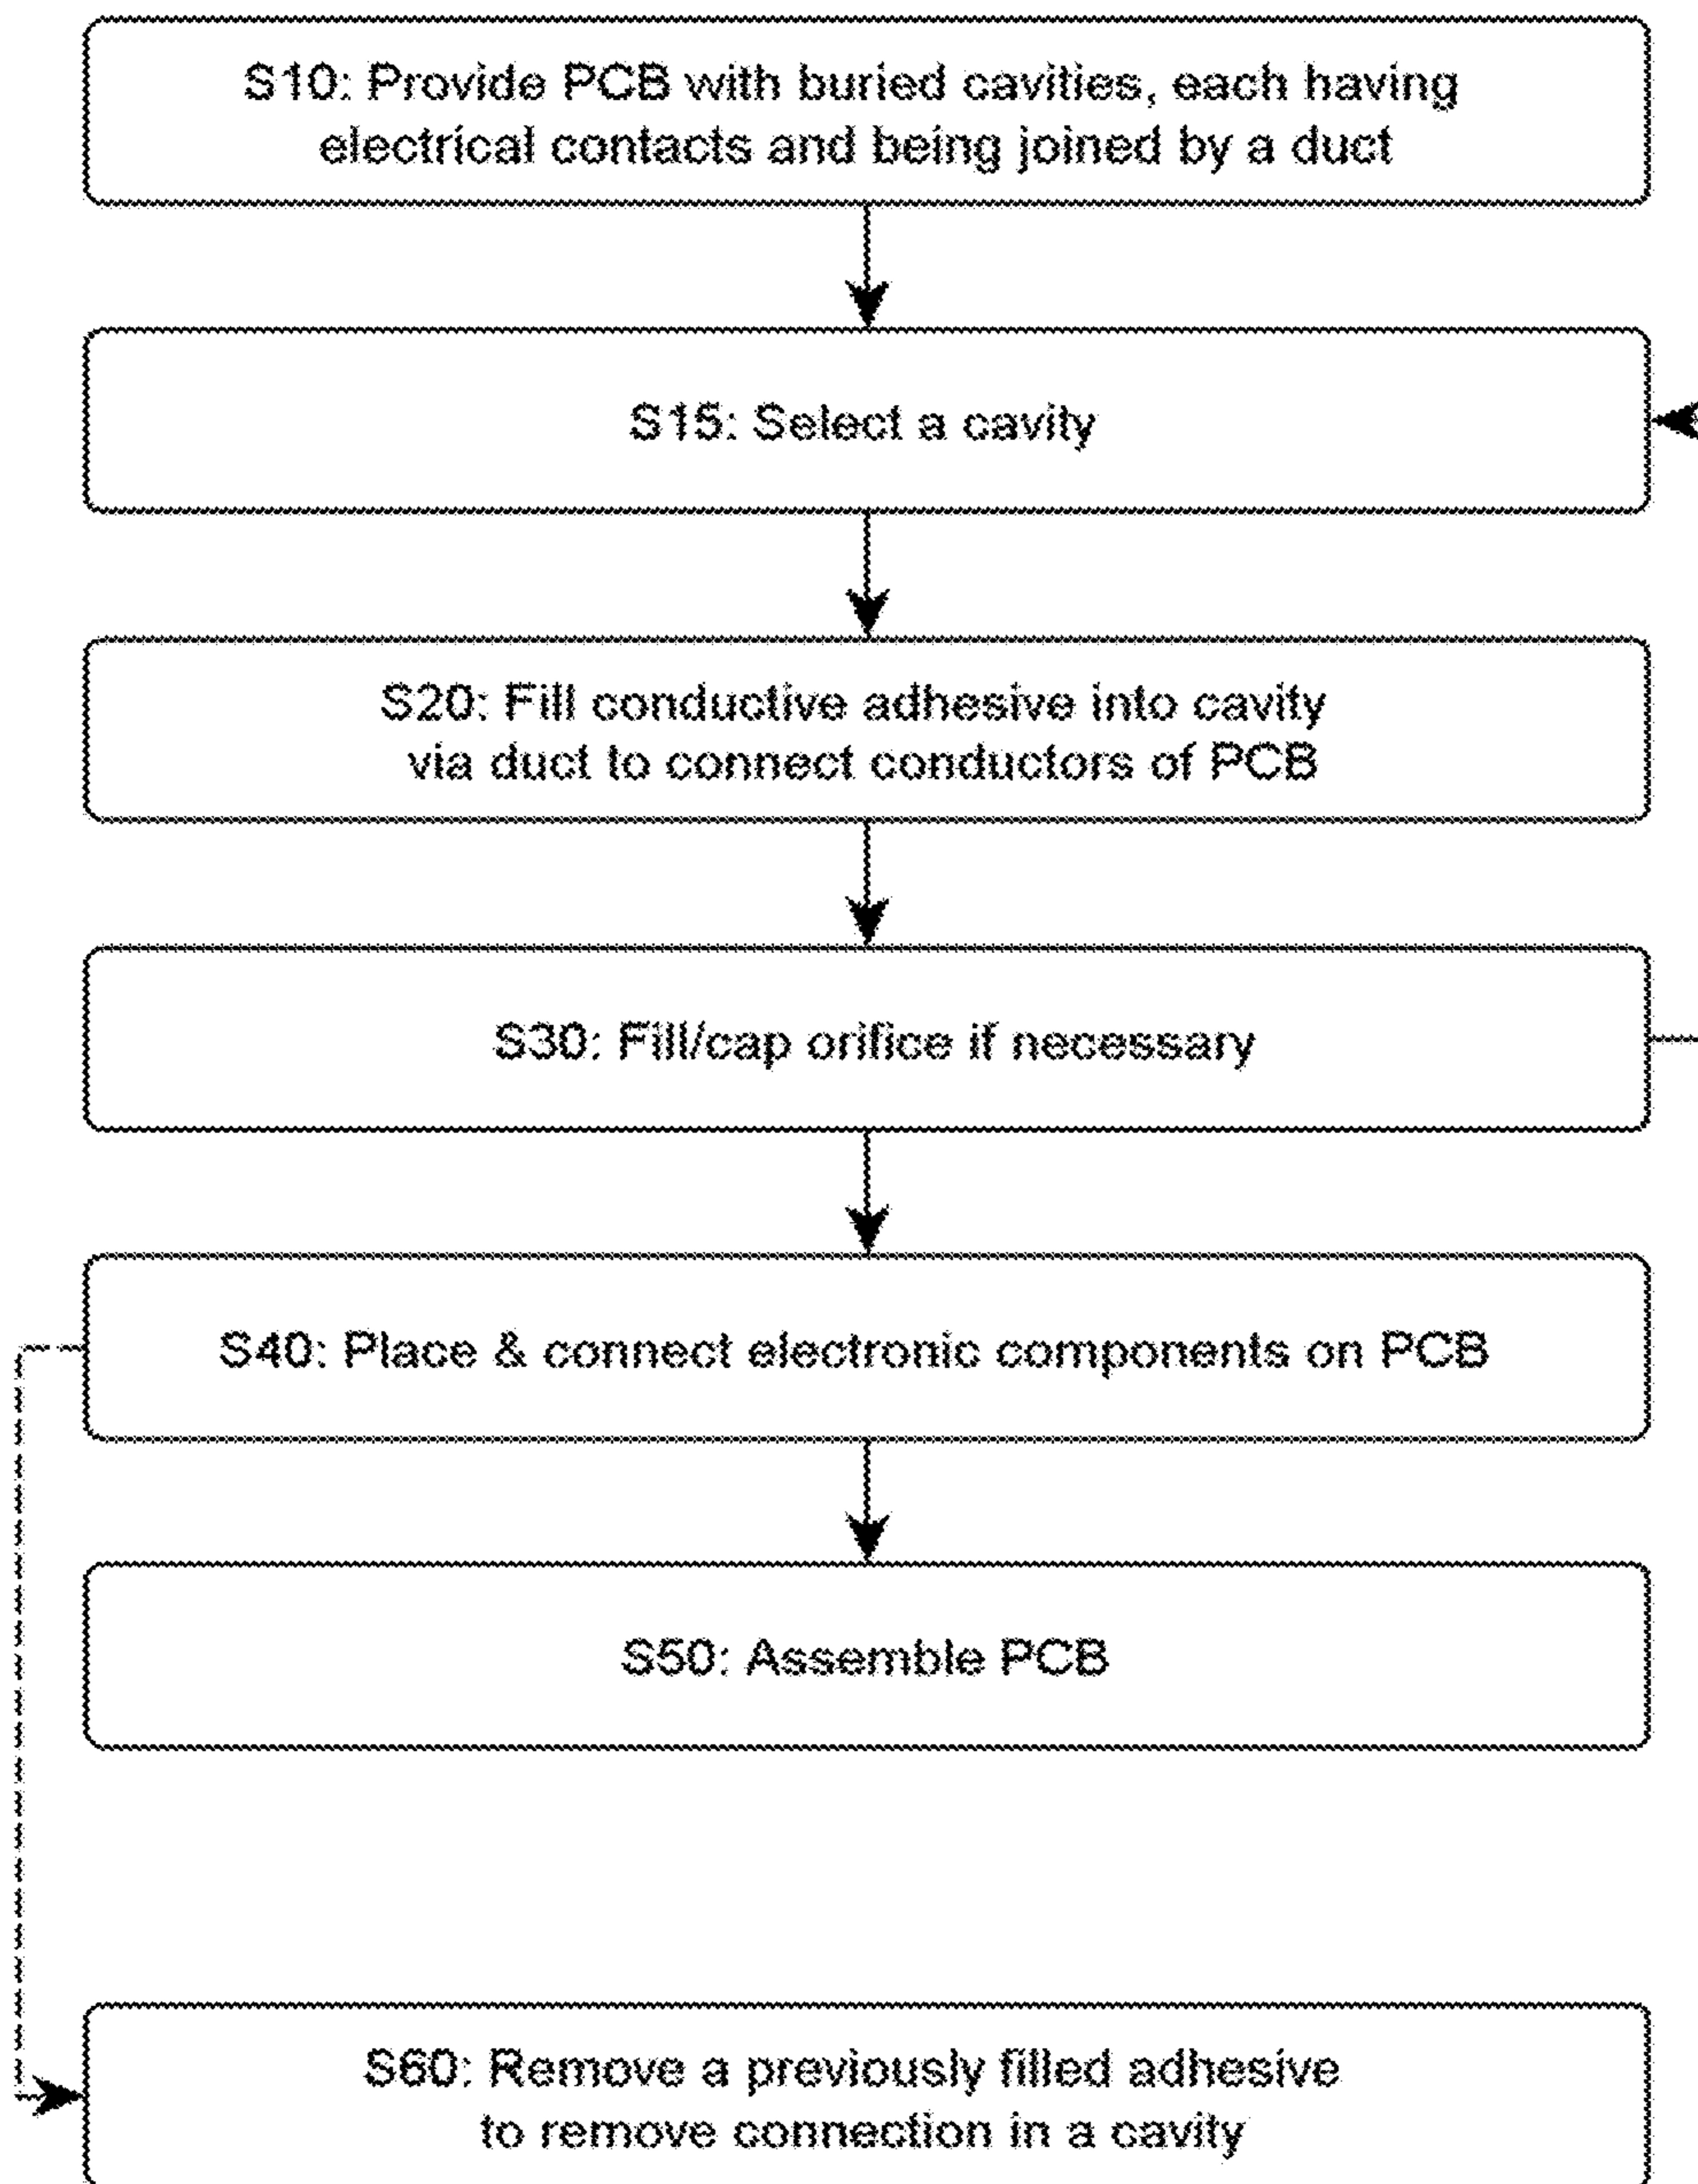 S10: Provide PCB with buried cavities, each having
electrical contacts and being joined by a duct
S15: Select a cavity
S20: Fill conductive adhesive into cavity
via duct to connect conductors of PCB
S30: Fill/cap orifice if necessary
S40: Place & connect electronic components on PCB
S50: Assemble PCB
S60: Remove a previously filled adhesive
to remove connection in a cavity